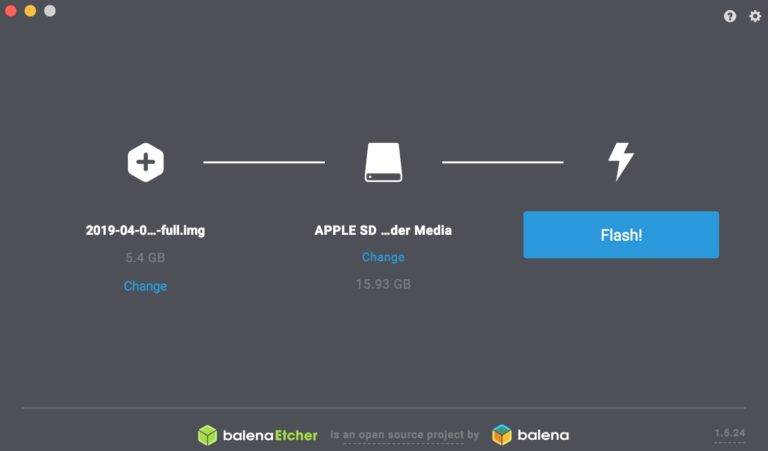 2019-04-0...-full.img
5.4 GB
Change
APPLE SD ...der Media
Change
15.93 GB
Flash!
balenaEtcher is an open source project by balena
1.5.24